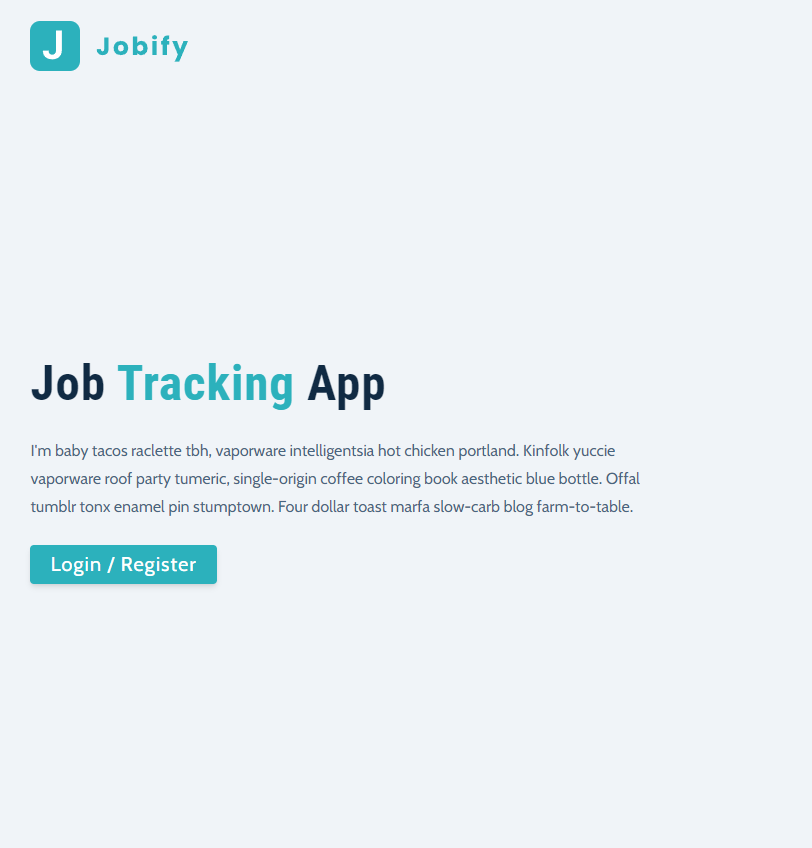 J Jobify
Job Tracking App
I'm baby tacos raclette tbh, vaporware intelligentsia hot chicken portland. Kinfolk yuccie
vaporware roof party tumeric, single-origin coffee coloring book aesthetic blue bottle. Offal
tumblr tonx enamel pin stumptown. Four dollar toast marfa slow-carb blog farm-to-table.
Login / Register